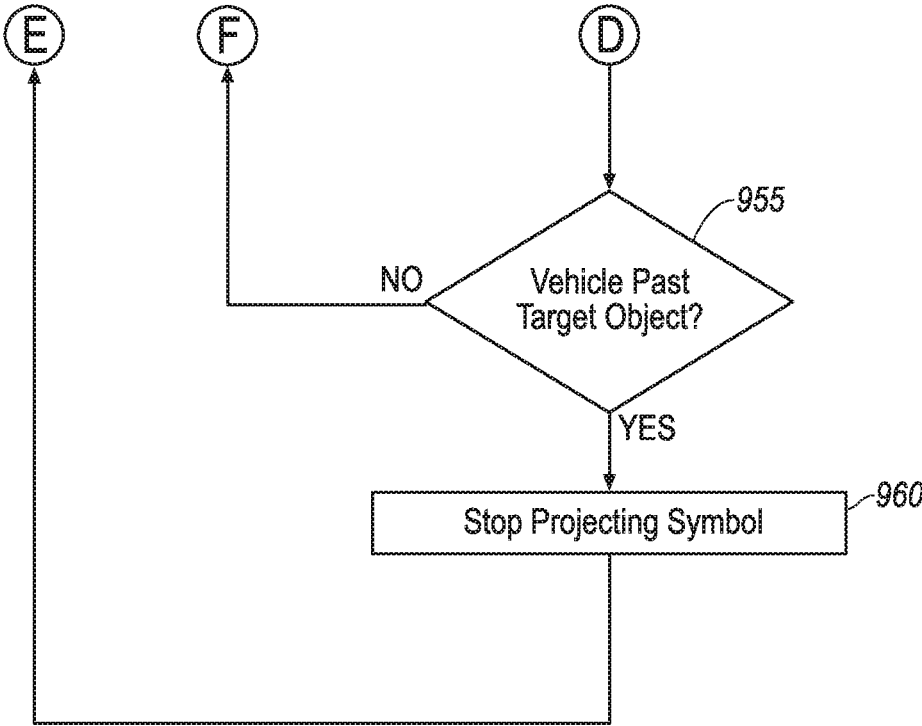 E
F
D
955
NO
Vehicle Past
Target Object?
YES
Stop Projecting Symbol
960